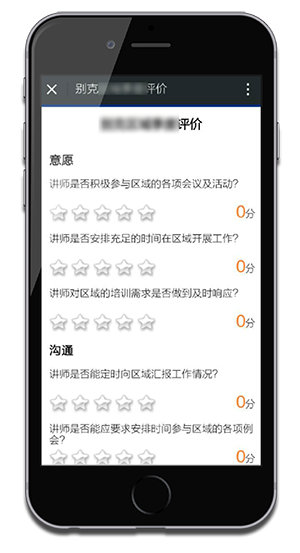 别克 评价
评价
意愿
讲师是否积极参与区域的各项会议及活动?
0分
讲师是否安排充足的时间在区域开展工作?
0分
讲师对区域的培训需求是否做到及时响应?
0分
沟通
讲师是否能定时向区域汇报工作情况?
0分
讲师是否能应要求安排时间参与区域的各项例
会?
0分